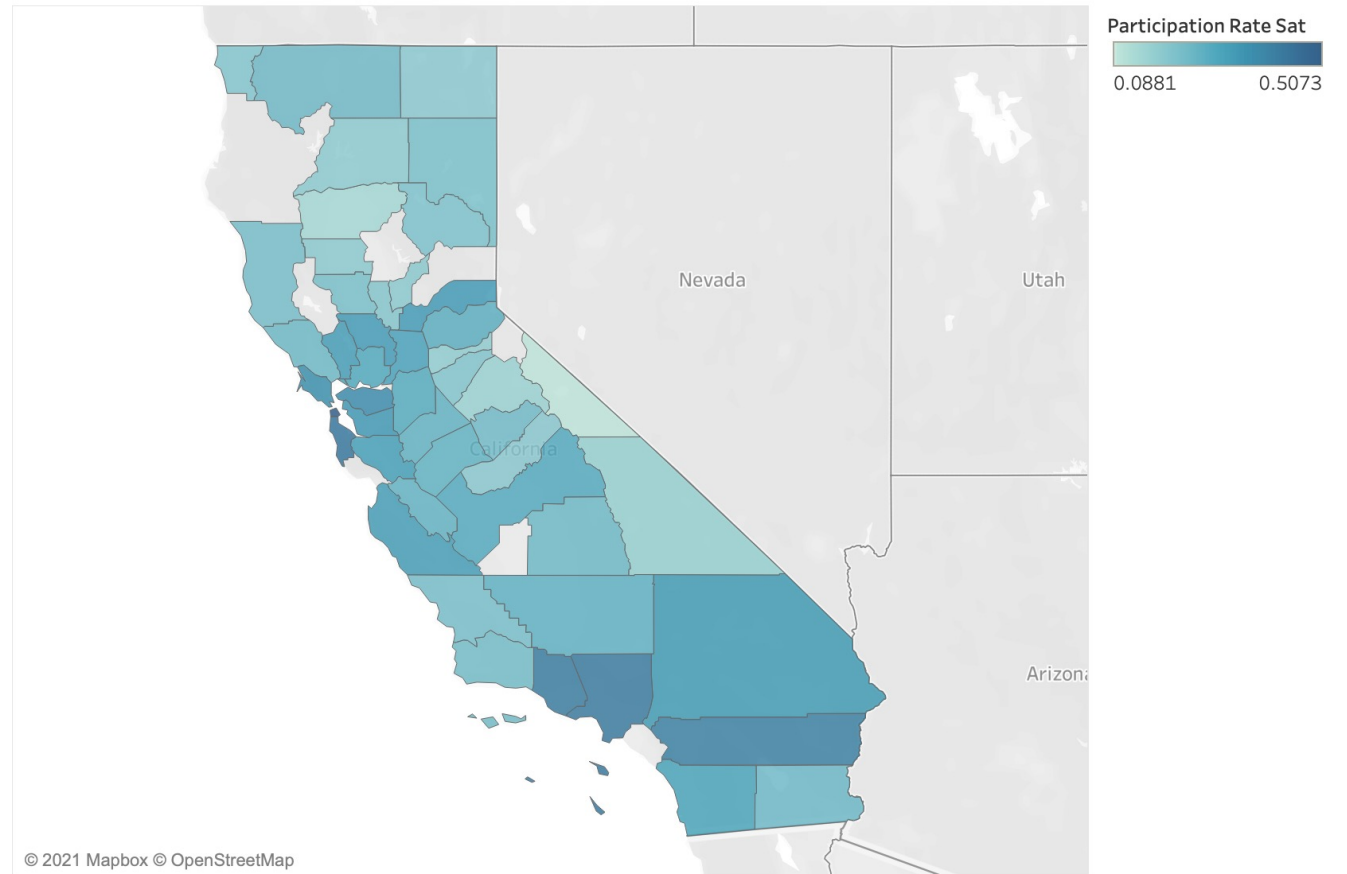 Participation Rate Sat
0.0881 0.5073
Nevada
Utah
California
Arizona
© 2021 Mapbox © OpenStreetMap